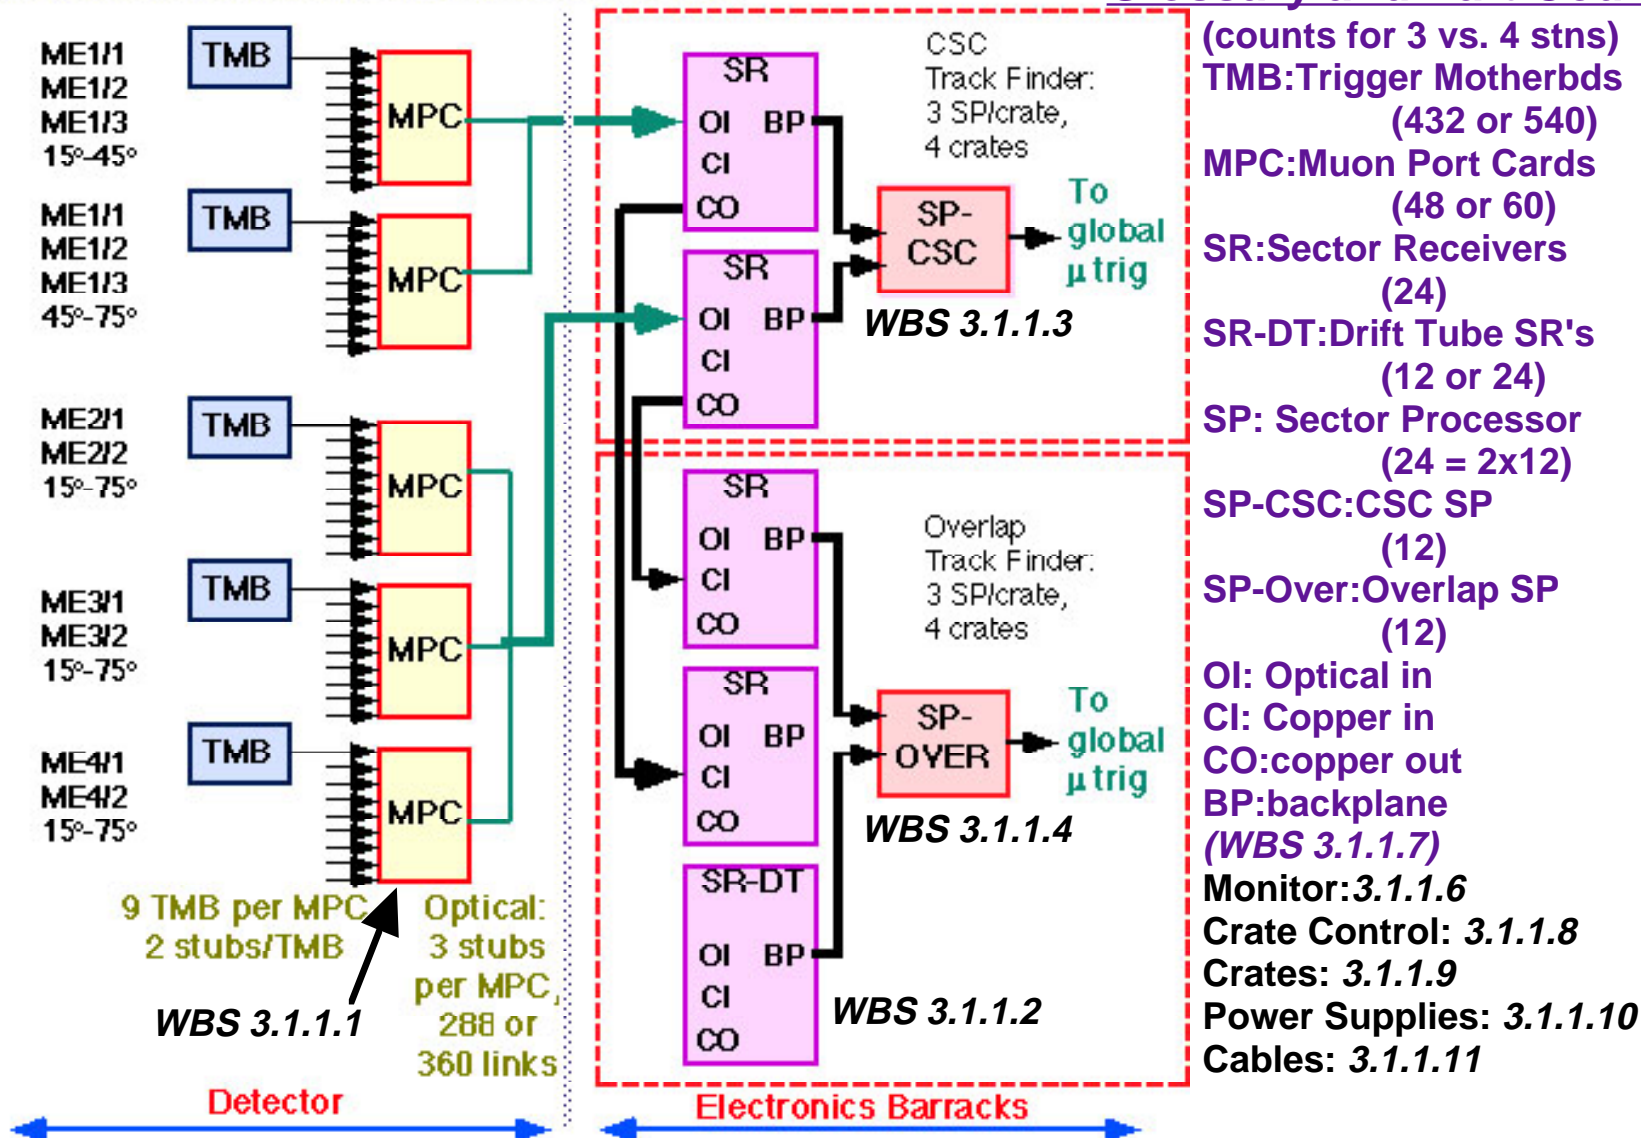 (counts for 3 vs. 4 stns)
TMB:Trigger Motherbds
(432 or 540)
MPC:Muon Port Cards
(48 or 60)
SR:Sector Receivers
(24)
SR-DT:Drift Tube SR's
(12 or 24)
SP: Sector Processor
(24 = 2x12)
SP-CSC:CSC SP
(12)
SP-Over:Overlap SP
(12)
OI: Optical in
CI: Copper in
CO:copper out
BP:backplane
(WBS 3.1.1.7)
Monitor:3.1.1.6
Crate Control: 3.1.1.8
Crates: 3.1.1.9
Power Supplies: 3.1.1.10
Cables: 3.1.1.11
ME1/1
ME1/2
ME1/3
15°-45°
TMB
MPC
ME1/1
ME1/2
ME1/3
45°-75°
TMB
MPC
ME2/1
ME2/2
15°-75°
TMB
MPC
ME3/1
ME3/2
15°-75°
TMB
MPC
ME4/1
ME4/2
15°-75°
TMB
MPC
9 TMB per MPC
2 stubs/TMB
WBS 3.1.1.1
Optical:
3 stubs
per MPC,
288 or
360 links
Detector
SR
OI BP
CI
CO
SR
OI BP
CI
CO
CSC
Track Finder:
3 SP/crate,
4 crates
SP-
CSC
To
global
μ trig
WBS 3.1.1.3
SR
OI BP
CI
CO
SR
OI BP
CI
CO
SR-DT
OI BP
CI
CO
Overlap
Track Finder:
3 SP/crate,
4 crates
SP-
OVER
To
global
μ trig
WBS 3.1.1.4
WBS 3.1.1.2
Electronics Barracks